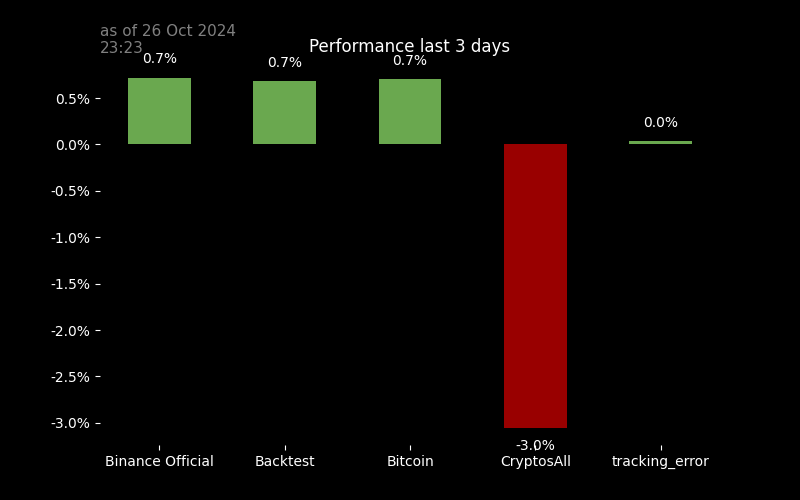 as of 26 Oct 2024
23:23
Performance last 3 days
0.7%
0.7%
0.7%
0.0%
-3.0%
0.5%
0.0%
-0.5%
-1.0%
-1.5%
-2.0%
-2.5%
-3.0%
Binance Official
Backtest
Bitcoin
CryptosAll
tracking_error